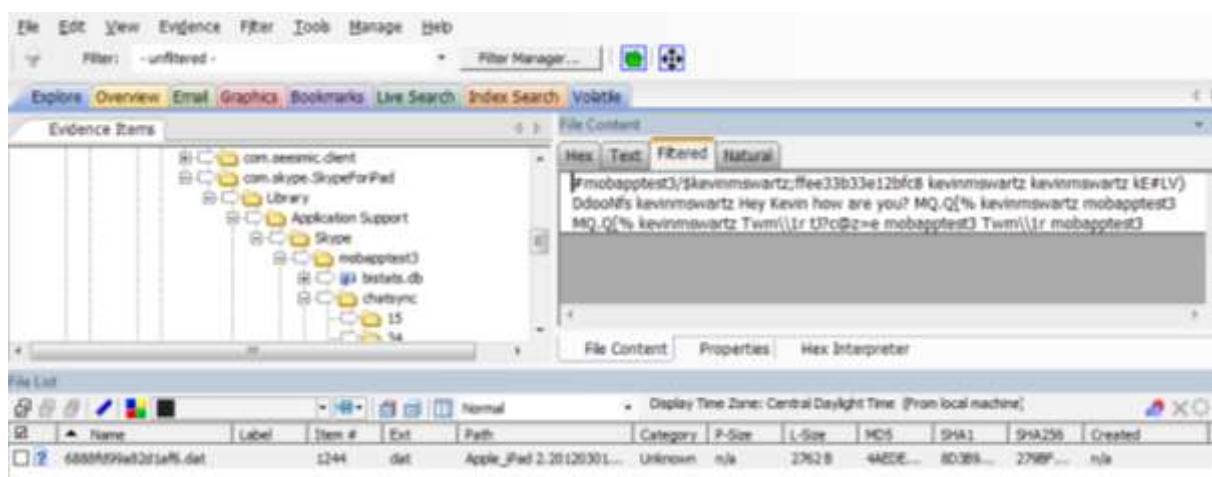 File Edit View Evidence Filter Tools Manage Help
Filter: - unfiltered - Filter Manager...
Explore Overview Email Graphics Bookmarks Live Search Index Search Volatile
Evidence Items
com.seesmic.client
com.skype.SkypeForiPad
Library
Application Support
Skype
mobapptest3
bistats.db
chatsync
15
34
File Content
Hex Text Filtered Natural
#mobapptest3/$kevinmswartz;ffee33b33e12bfc8 kevinmswartz kevinmswartz kE#LV)
DdooNfs kevinmswartz Hey Kevin how are you? MQ.Q[% kevinmswartz mobapptest3
MQ.Q[% kevinmswartz Twm\\1r mobapptest3 Twm\\1r mobapptest3
File Content Properties Hex Interpreter
File List
Normal Display Time Zone: Central Daylight Time (From local machine)
Name Label Item # Ext Path Category P-Size L-Size MD5 SHA1 SHA256 Created
1244 dat Apple_iPad 2.20120301... Unknown n/a 2762 B 4AEDE... 8D3B9... 279BF... n/a